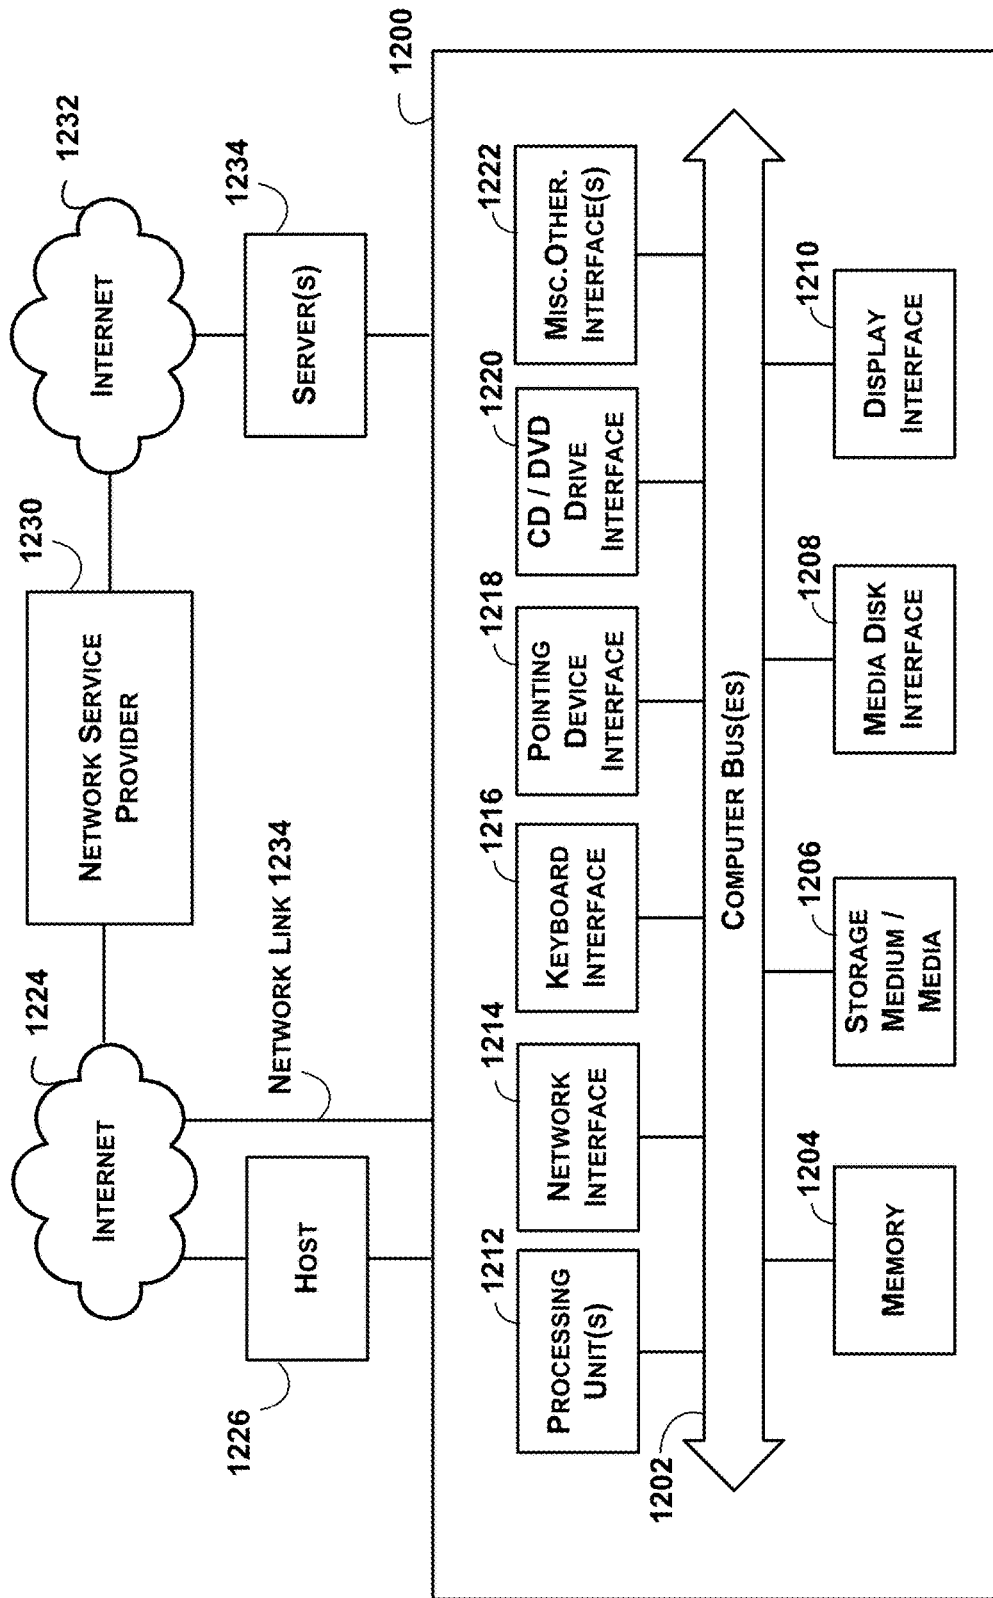 1224
INTERNET
NETWORK SERVICE
PROVIDER
1230
INTERNET
1232
1226
HOST
NETWORK LINK 1234
SERVER(S)
1234
1200
1212
PROCESSING
UNIT(S)
1214
NETWORK
INTERFACE
1216
KEYBOARD
INTERFACE
1218
POINTING
DEVICE
INTERFACE
1220
CD / DVD
DRIVE
INTERFACE
1222
MISC.OTHER.
INTERFACE(S)
1202
COMPUTER BUS(ES)
1204
MEMORY
1206
STORAGE
MEDIUM /
MEDIA
1208
MEDIA DISK
INTERFACE
1210
DISPLAY
INTERFACE